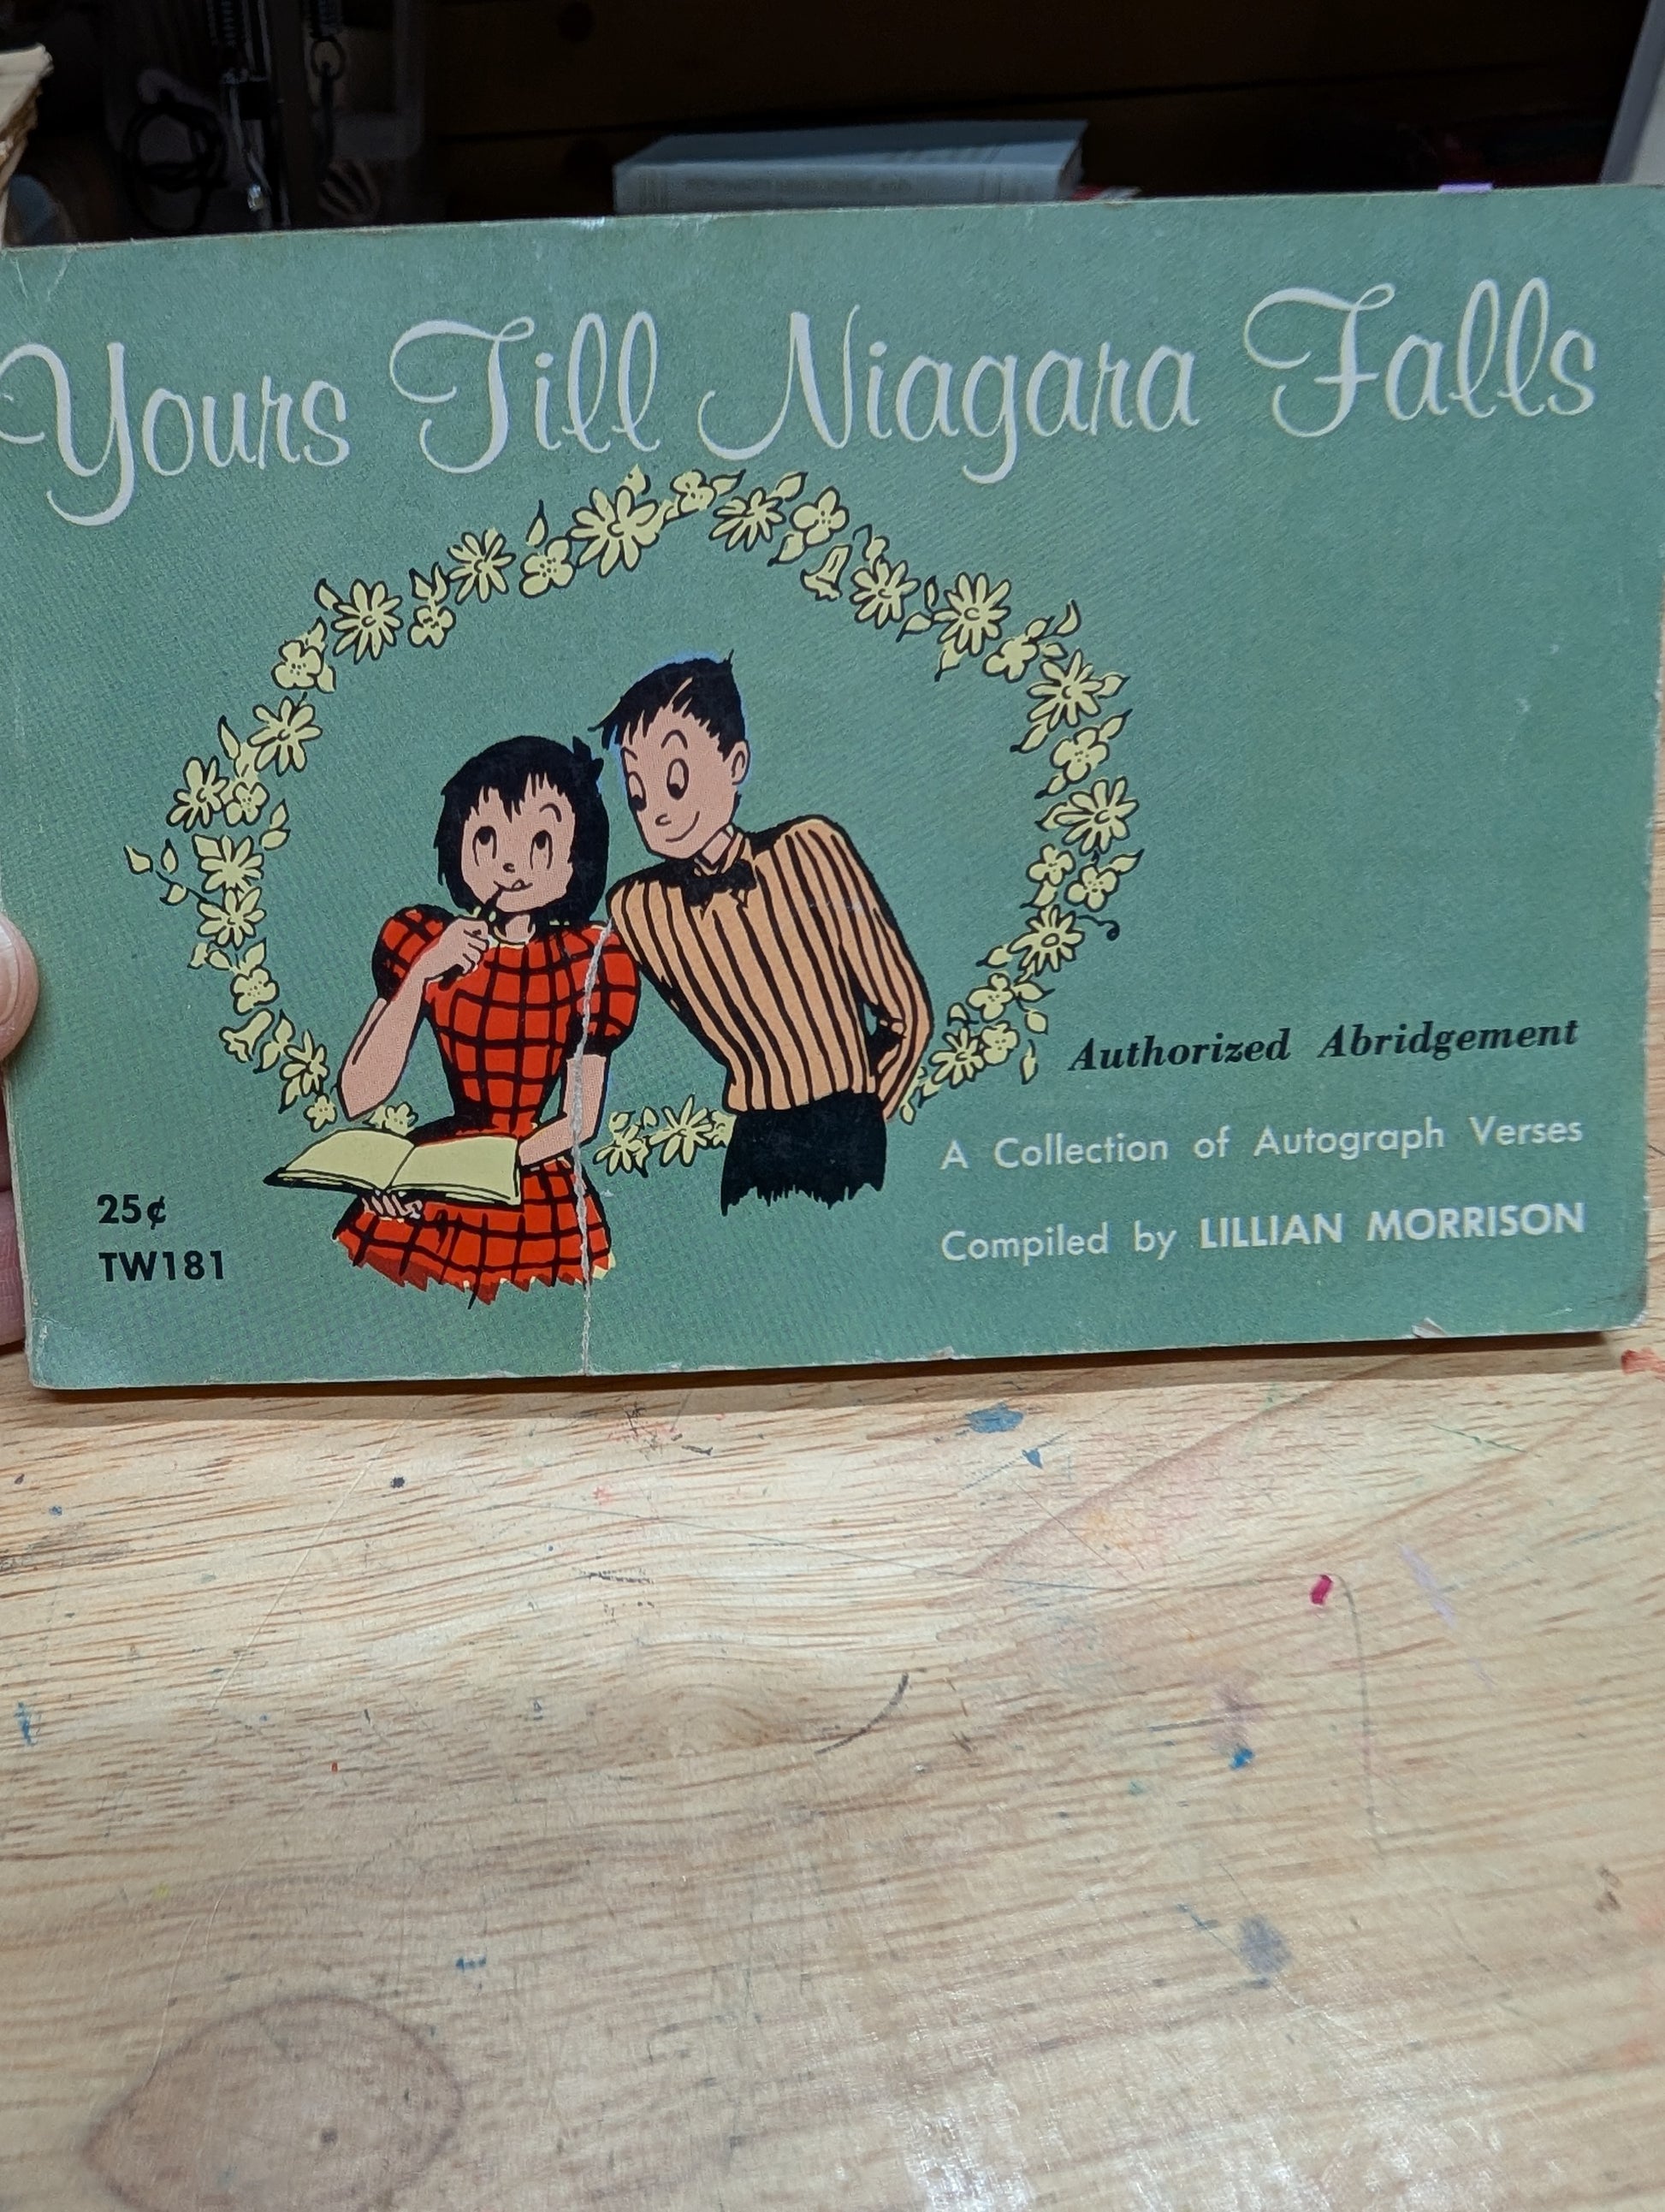 Yours Till Niagara Falls
Authorized Abridgement
A Collection of Autograph Verses
Compiled by LILLIAN MORRISON
25¢
TW181